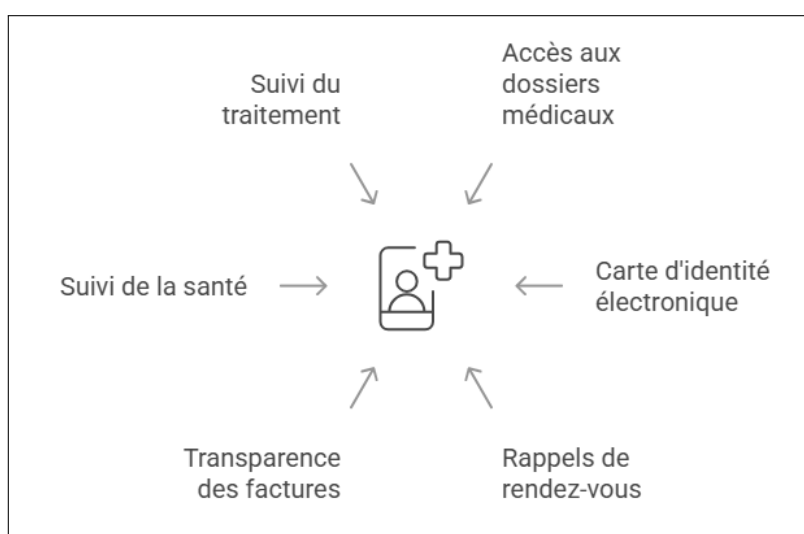 Suivi du
traitement
Accès aux
dossiers
médicaux
Suivi de la santé
Carte d'identité
électronique
Transparence
des factures
Rappels de
rendez-vous